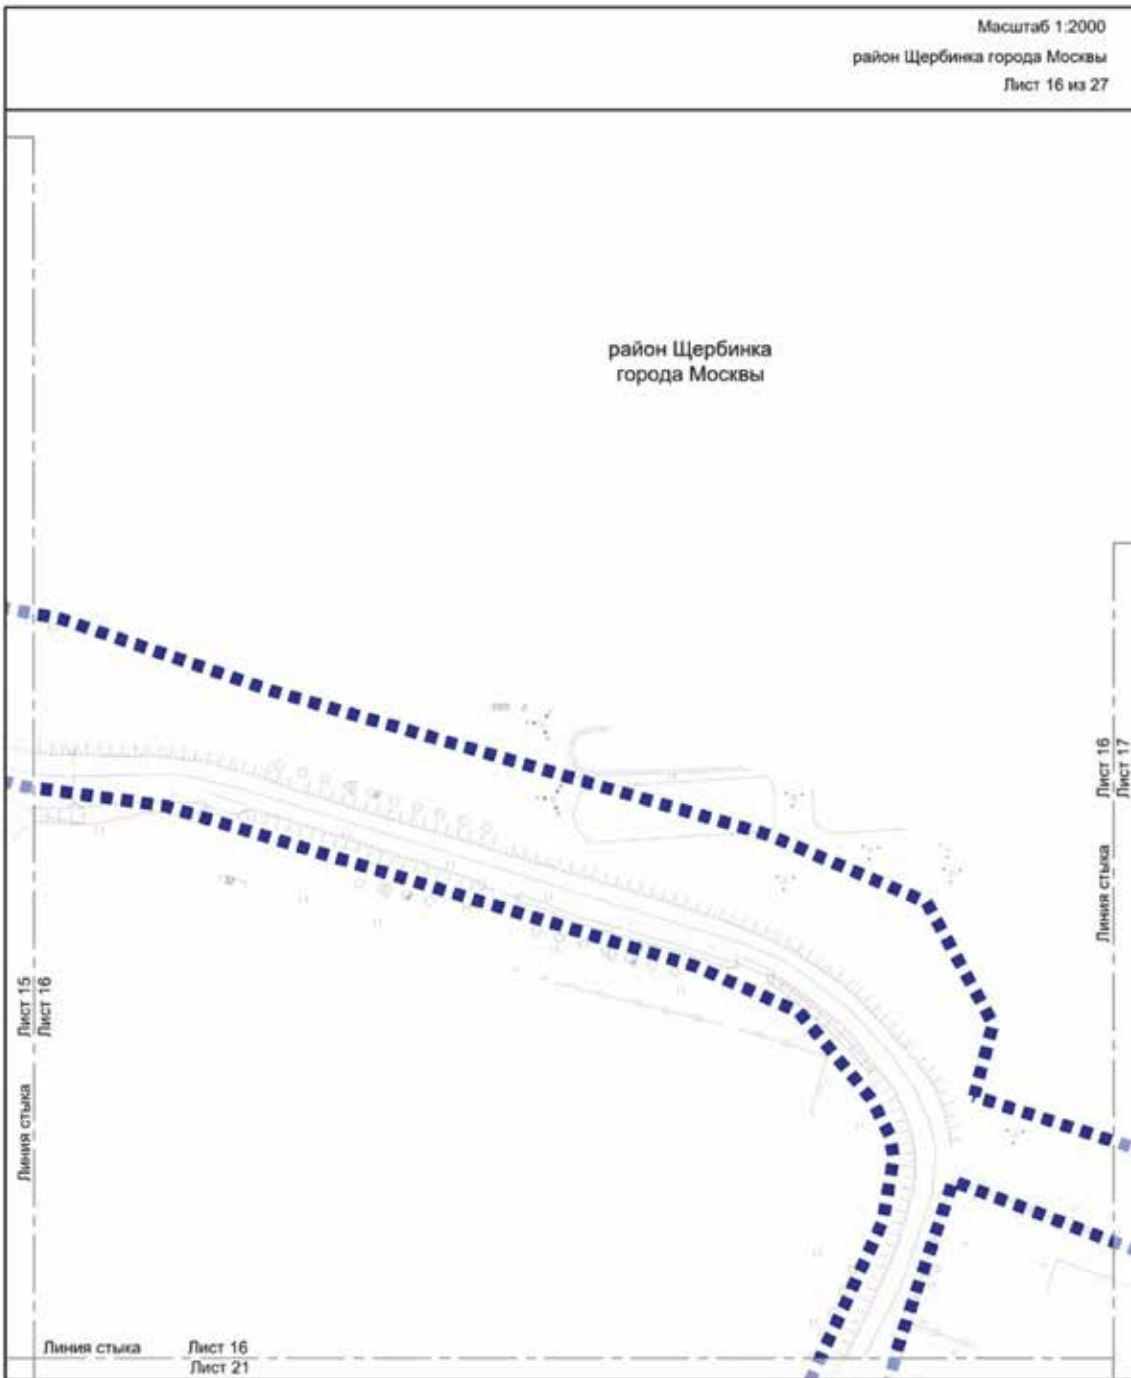 Масштаб 1:2000
район Щербинка города Москвы
Лист 16 из 27
район Щербинка
города Москвы
Лист 16
Лист 17
Линия стыка
Лист 15
Лист 16
Линия стыка
Линия стыка Лист 16
Лист 21